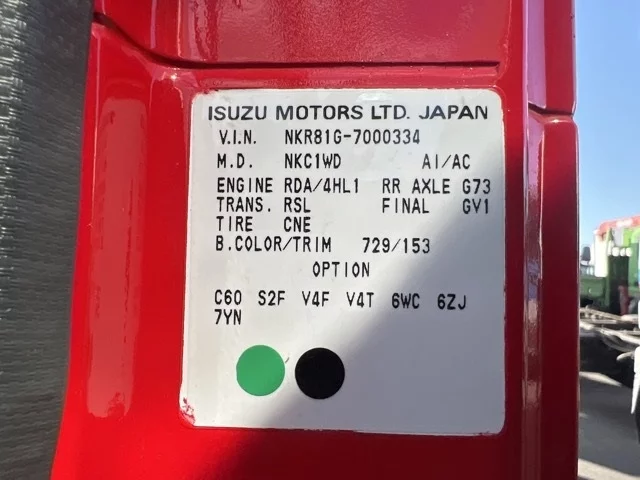 ISUZU MOTORS LTD. JAPAN
V.I.N. NKR81G-7000334
M.D. NKC1WD AI/AC
ENGINE RDA/4HL1 RR AXLE G73
TRANS. RSL FINAL GV1
TIRE CNE
B.COLOR/TRIM 729/153
OPTION
C60 S2F V4F V4T 6WC 6ZJ
7YN